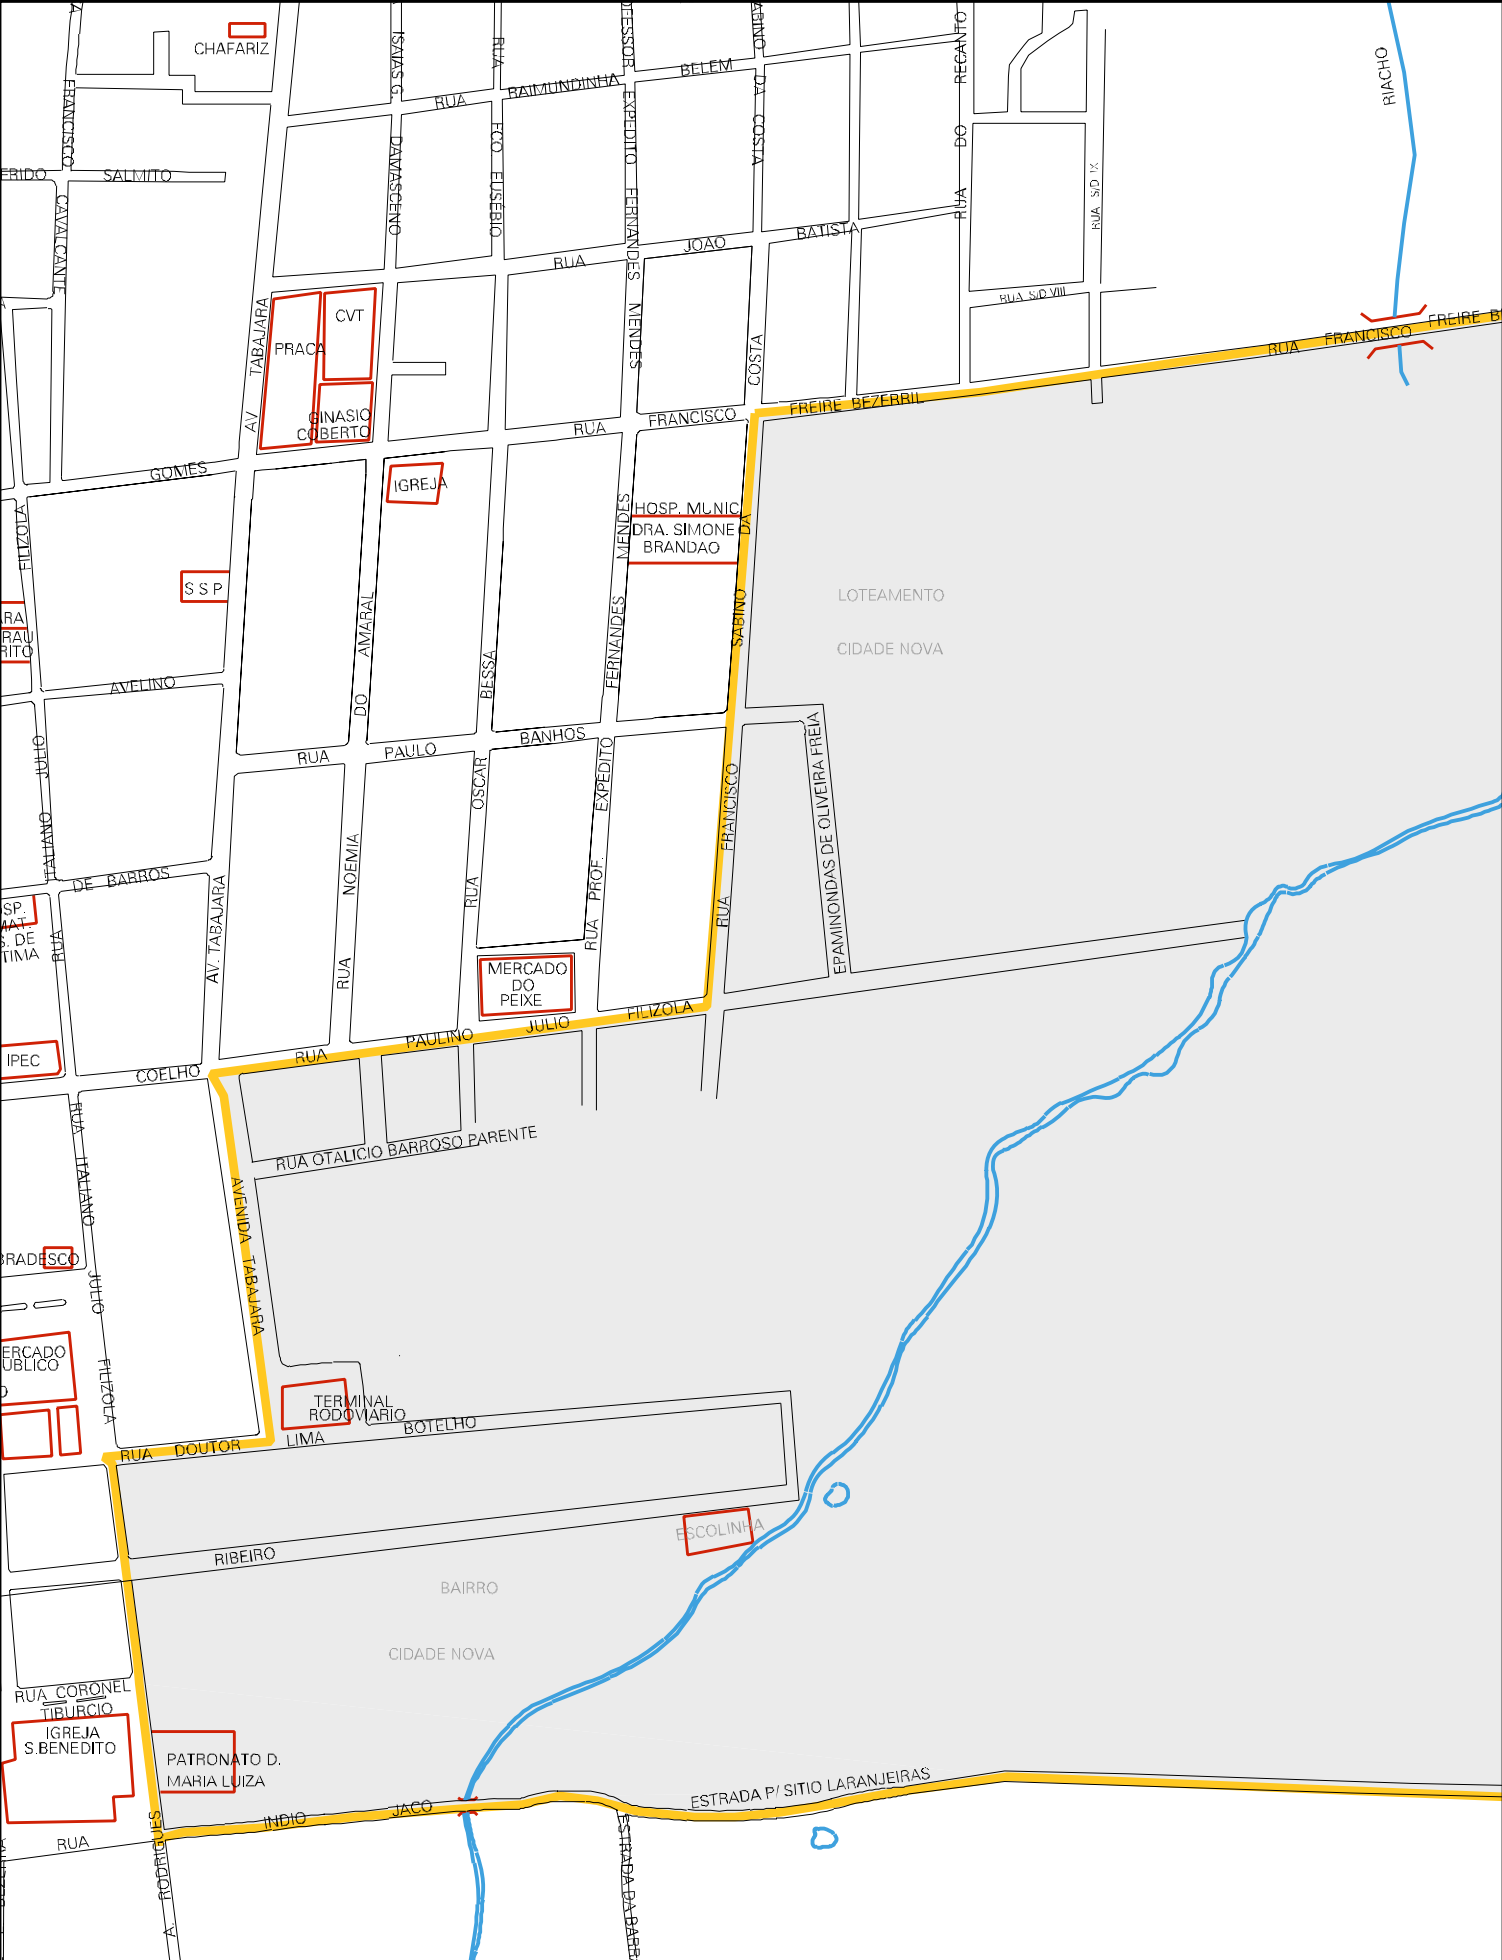 CHAFARIZ
RIACHO
RUA RAIMUNDINHA BELEM
ISAIAS G. DAMASCENO
RUA FCO EUSÉBIO
EXPEDITO FERNANDES MENDES
DA COSTA
RUA DO RECANTO
RUA S/D IX
FRANCISCO CAVALCANTE
SALMITO
RUA JOAO BATISTA
RUA S/D VIII
AV TABAJARA
PRACA
CVT
GINASIO
COBERTO
COSTA
RUA FRANCISCO FREIRE BEZERRIL
RUA FRANCISCO FREIRE
GOMES
IGREJA
HOSP. MUNIC
DRA. SIMONE
BRANDAO
S S P
LOTEAMENTO
CIDADE NOVA
AVELINO
RUA PAULO BANHOS
RUA NOEMIA DO AMARAL
RUA OSCAR BESSA
RUA PROF. EXPEDITO FERNANDES MENDES
RUA FRANCISCO SABINO DA
EPAMINONDAS DE OLIVEIRA FREIA
RUA ITALIANO JULIO FILIZOLA
DE BARROS
AV. TABAJARA
S. DE
MERCADO
DO
PEIXE
IPEC
COELHO
RUA PAULINO JULIO FILIZOLA
RUA OTALICIO BARROSO PARENTE
RUA ITALIANO JULIO FILIZOLA
AVENIDA TABAJARA
BRADESCO
TERMINAL
RODOVIARIO
RUA DOUTOR LIMA BOTELHO
RIBEIRO
ESCOLINHA
BAIRRO
CIDADE NOVA
RUA CORONEL
TIBURCIO
IGREJA
S.BENEDITO
PATRONATO D.
MARIA LUIZA
RUA
INDIO JACO
ESTRADA P/ SITIO LARANJEIRAS
A. RODRIGUES
ESTRADA DA